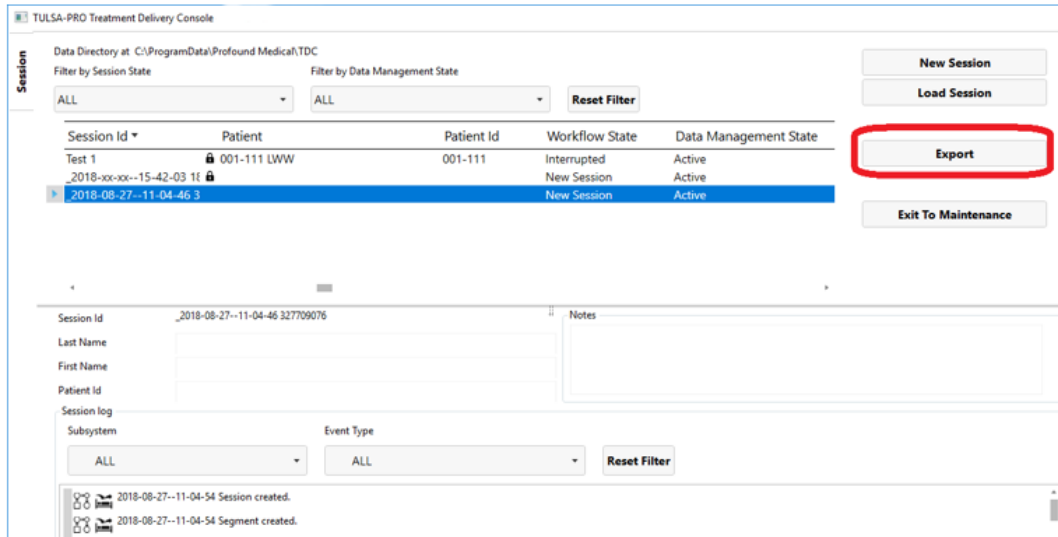 TULSA-PRO Treatment Delivery Console
Session
Data Directory at C:\ProgramData\Profound Medical\TDC
Filter by Session State Filter by Data Management State
ALL ALL Reset Filter
New Session
Load Session
Export
Exit To Maintenance
Session Id Patient Patient Id Workflow State Data Management State
Test 1 001-111 LWW 001-111 Interrupted Active
_2018-xx-xx--15-42-03 18 New Session Active
_2018-08-27--11-04-46 3 New Session Active
Session Id _2018-08-27--11-04-46 327709076
Notes
Last Name
First Name
Patient Id
Session log
Subsystem Event Type
ALL ALL Reset Filter
2018-08-27--11-04-54 Session created.
2018-08-27--11-04-54 Segment created.